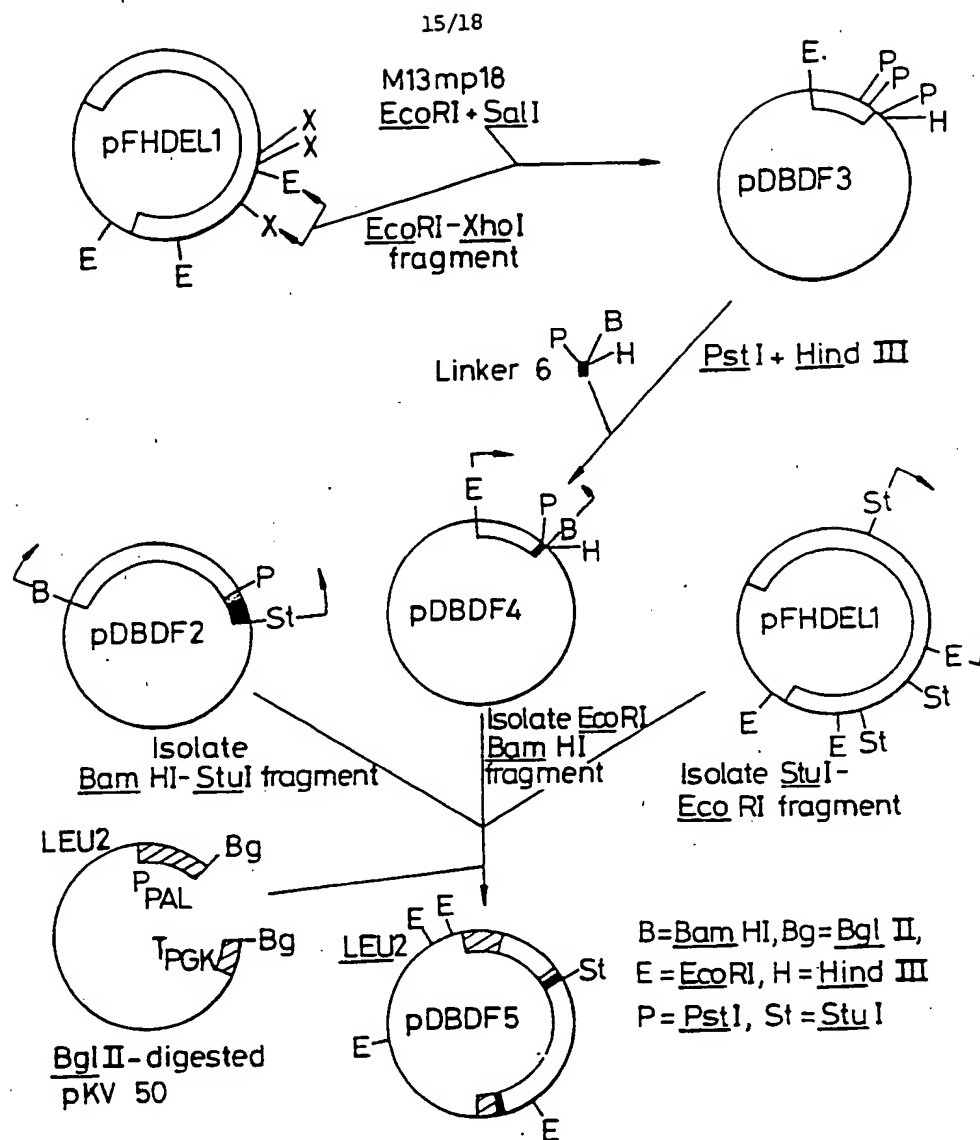 15/18
pFHDEL1
X
X
E
X
E
E
M13mp18
EcoRI + SalI
EcoRI-XhoI
fragment
E.
P
P
P
H
pDBDF3
Linker 6
P
B
H
PstI + Hind III
B
P
St
pDBDF2
Isolate
Bam HI-StuI fragment
E
P
B
H
pDBDF4
Isolate EcoRI
Bam HI
fragment
St
pFHDEL1
E
St
St
E
E
Isolate StuI-
Eco RI fragment
LEU2
Bg
PPAL
TPGK
Bg
Bgl II-digested
pKV 50
E
E
LEU2
St
pDBDF5
E
E
B=Bam HI, Bg=Bgl II,
E=EcoRI, H=Hind III
P=PstI, St=StuI